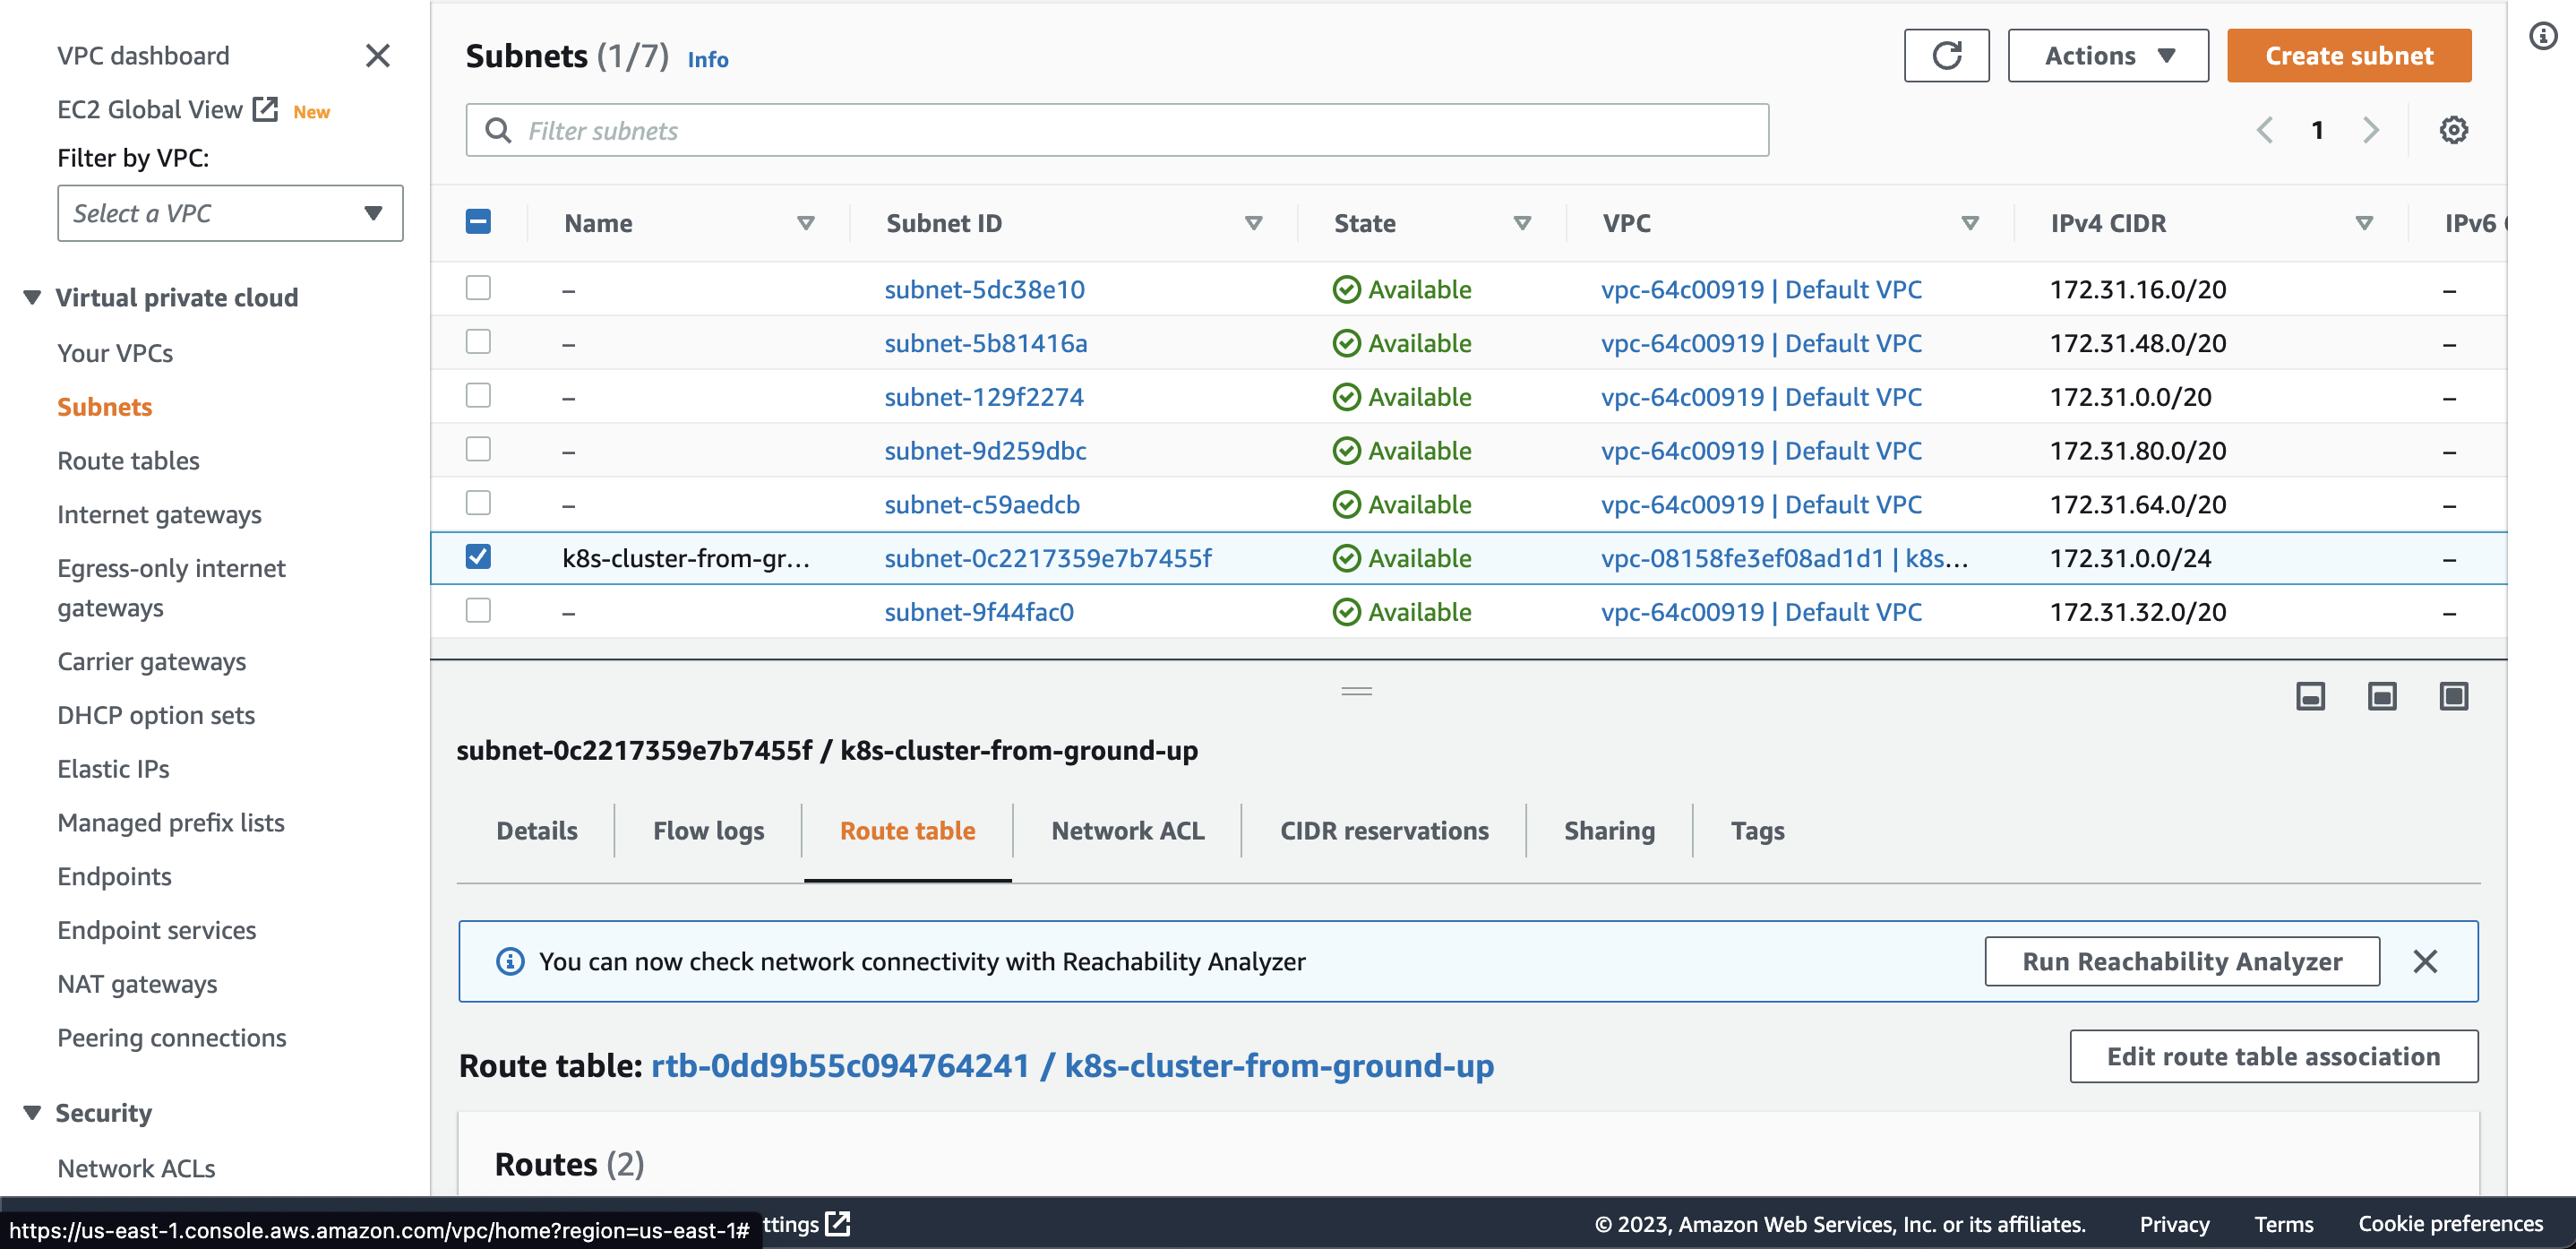 VPC dashboard
EC2 Global View New
Filter by VPC:
Select a VPC
Virtual private cloud
Your VPCs
Subnets
Route tables
Internet gateways
Egress-only internet
gateways
Carrier gateways
DHCP option sets
Elastic IPs
Managed prefix lists
Endpoints
Endpoint services
NAT gateways
Peering connections
Security
Network ACLs
Subnets (1/7) Info
Actions
Create subnet
Filter subnets
1
Name Subnet ID State VPC IPv4 CIDR IPv6
– subnet-5dc38e10 Available vpc-64c00919 | Default VPC 172.31.16.0/20 –
– subnet-5b81416a Available vpc-64c00919 | Default VPC 172.31.48.0/20 –
– subnet-129f2274 Available vpc-64c00919 | Default VPC 172.31.0.0/20 –
– subnet-9d259dbc Available vpc-64c00919 | Default VPC 172.31.80.0/20 –
– subnet-c59aedcb Available vpc-64c00919 | Default VPC 172.31.64.0/20 –
k8s-cluster-from-gr... subnet-0c2217359e7b7455f Available vpc-08158fe3ef08ad1d1 | k8s... 172.31.0.0/24 –
– subnet-9f44fac0 Available vpc-64c00919 | Default VPC 172.31.32.0/20 –
subnet-0c2217359e7b7455f / k8s-cluster-from-ground-up
Details Flow logs Route table Network ACL CIDR reservations Sharing Tags
You can now check network connectivity with Reachability Analyzer
Run Reachability Analyzer
Route table: rtb-0dd9b55c094764241 / k8s-cluster-from-ground-up
Edit route table association
Routes (2)
https://us-east-1.console.aws.amazon.com/vpc/home?region=us-east-1#
ttings
© 2023, Amazon Web Services, Inc. or its affiliates. Privacy Terms Cookie preferences